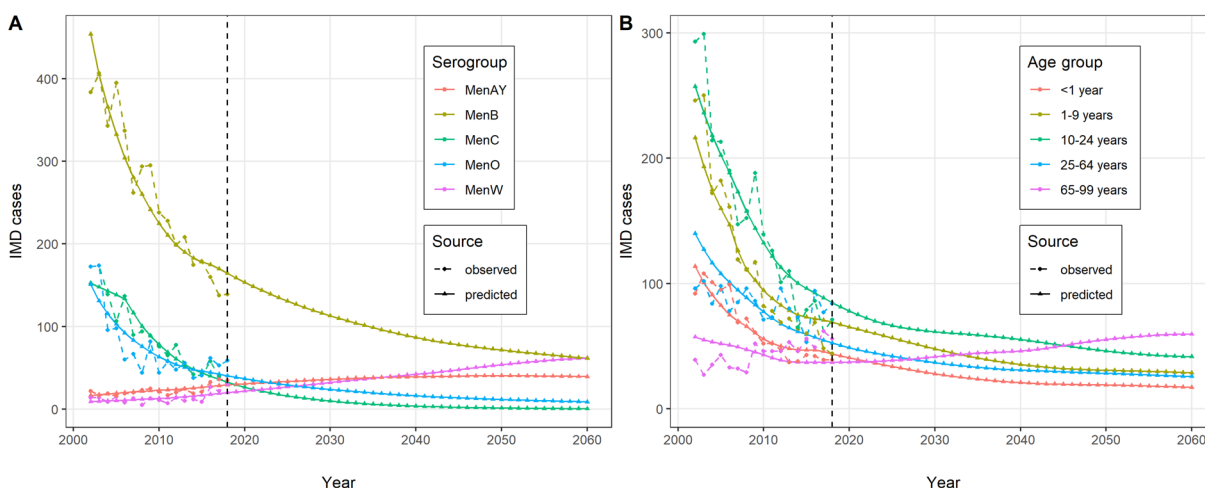 A
IMD cases
400
300
200
100
0
2000
2010
2020
2030
2040
2050
2060
Year
Serogroup
MenAY
MenB
MenC
MenO
MenW
Source
observed
predicted
B
IMD cases
300
200
100
0
2000
2010
2020
2030
2040
2050
2060
Year
Age group
<1 year
1-9 years
10-24 years
25-64 years
65-99 years
Source
observed
predicted